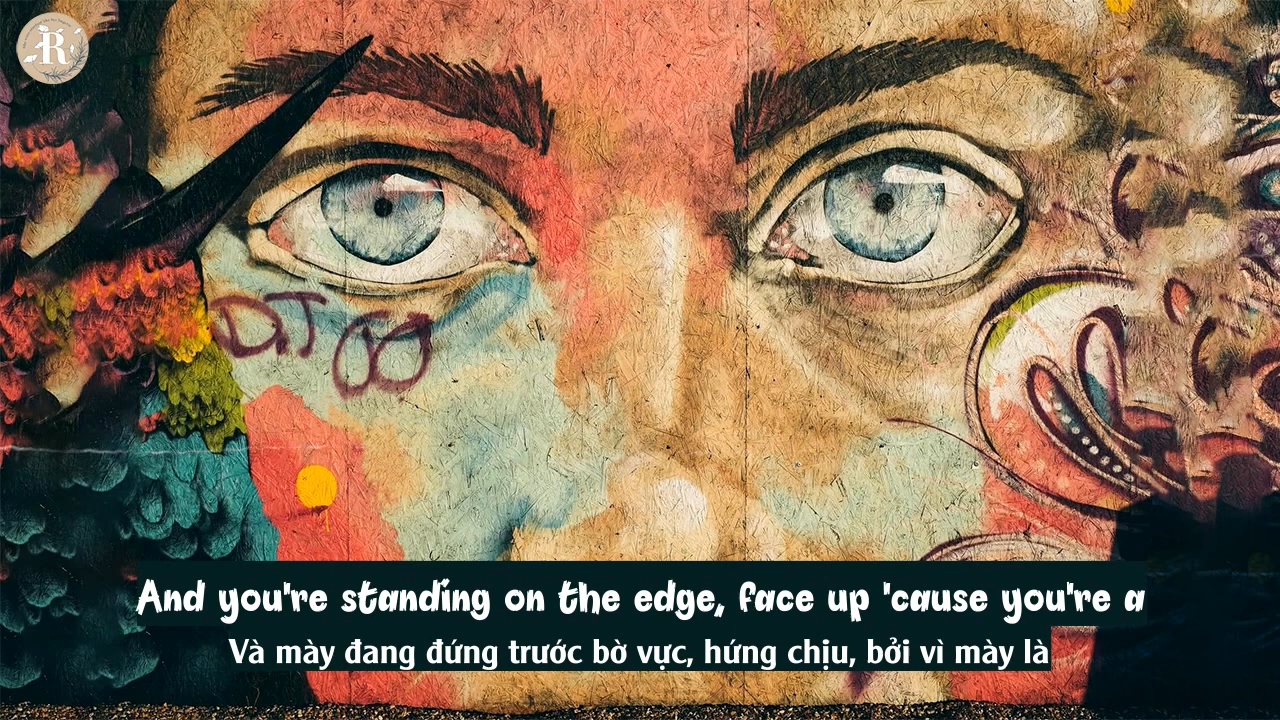 R
DJ
And you're standing on the edge, face up 'cause you're a
Và mày đang đứng trước bờ vực, hứng chịu, bởi vì mày là